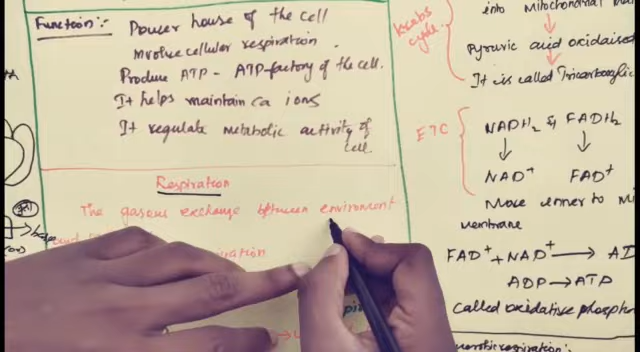 Function:- Power house of the cell
Involve cellular respiration.
Produce ATP - ATP factory of the cell.
It helps maintain ca ions
It regulate metabolic activity of cell.
Respiration
The gaseous exchange between environment
and
Krebs cycle
into Mitochondrial
Pyruvic acid oxidaised
It is called Tricarboxylic
ETC
NADH2 & FADH2
NAD+ FAD+
Move inner to
membrane
FAD+ + NAD+ → AD
ADP → ATP
called oxidative phosph